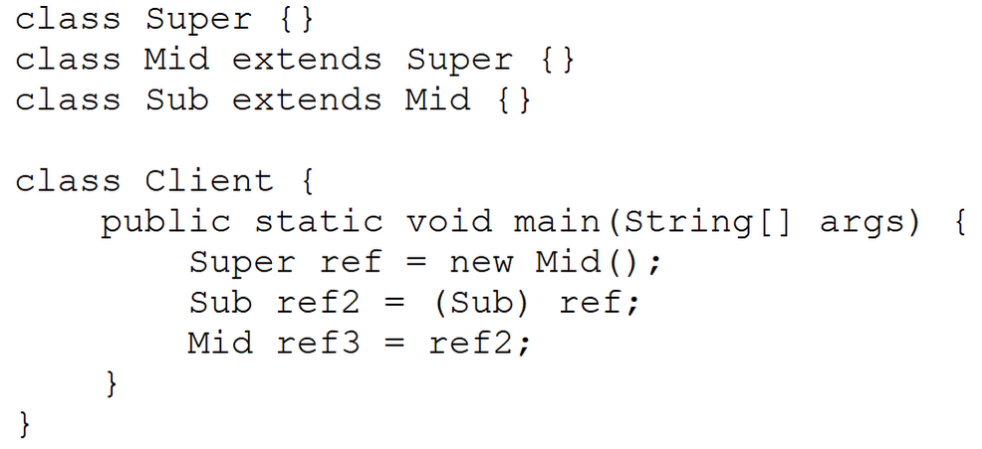 class Super {}
class Mid extends Super {}
class Sub extends Mid {}
class Client {
public static void main(String[] args) {
Super ref = new Mid();
Sub ref2 = (Sub) ref;
Mid ref3 = ref2;
}
}